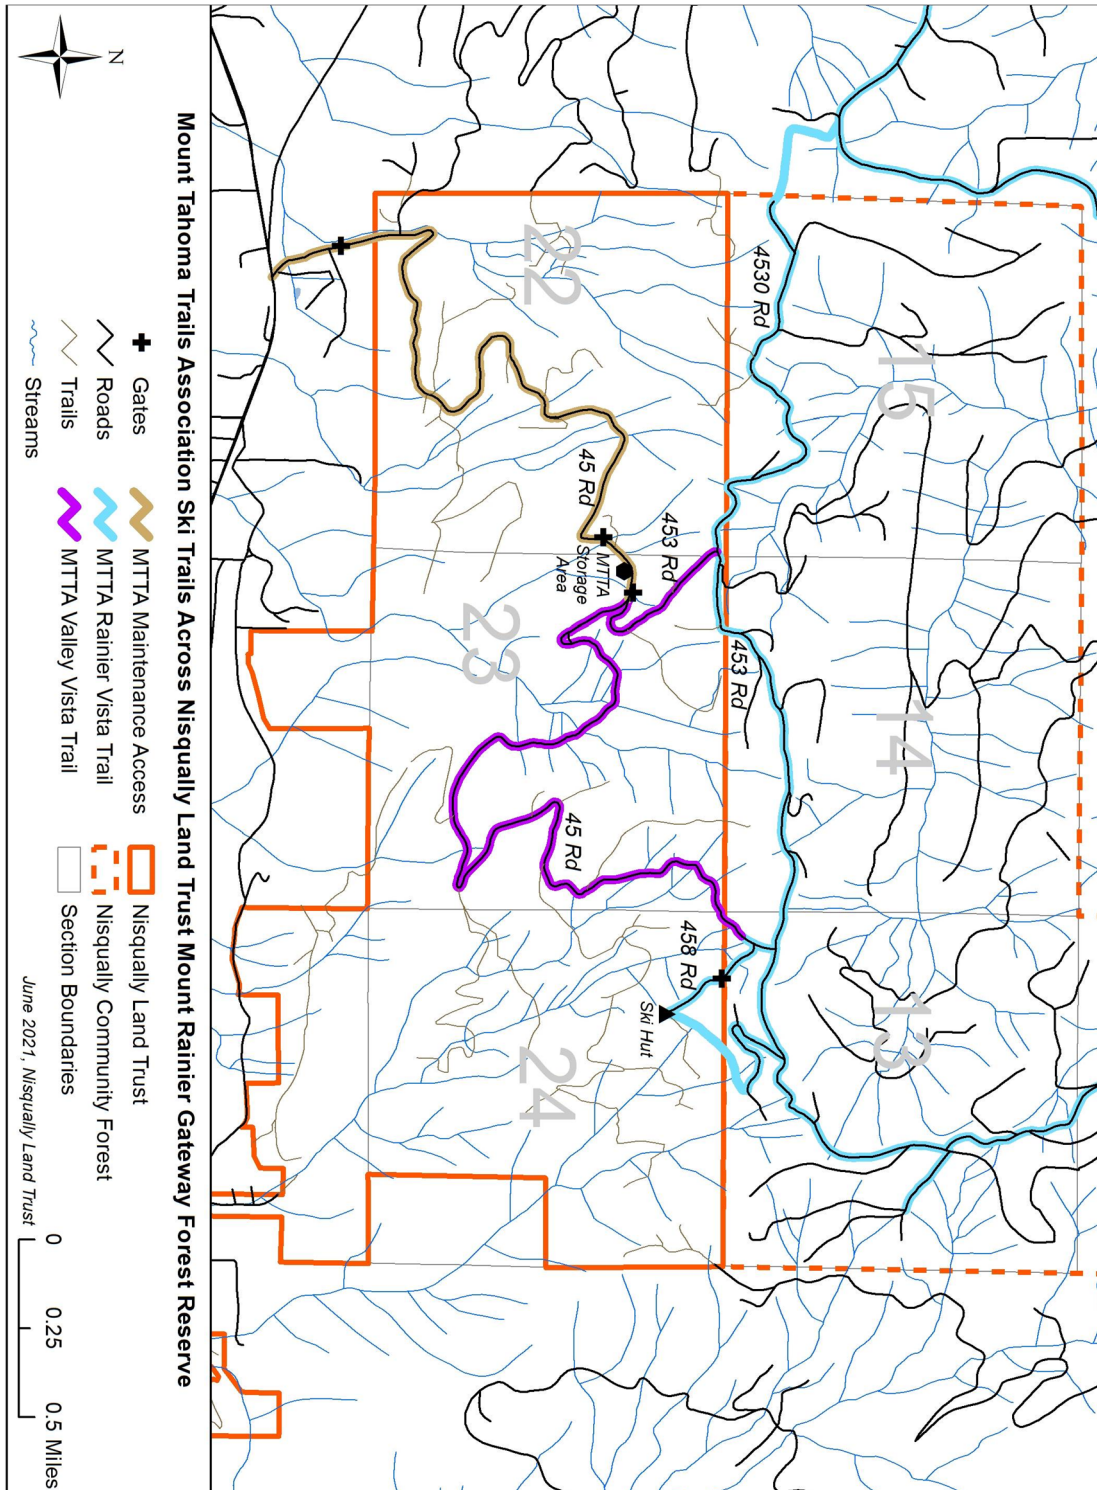 15
14
13
4530 Rd
453 Rd
453 Rd
458 Rd
Ski Hut
22
23
24
45 Rd
MTTA
Storage
Area
45 Rd
Mount Tahoma Trails Association Ski Trails Across Nisqually Land Trust Mount Rainier Gateway Forest Reserve
N
Gates
Roads
Trails
Streams
MTTA Maintenance Access
MTTA Rainier Vista Trail
MTTA Valley Vista Trail
Nisqually Land Trust
Nisqually Community Forest
Section Boundaries
June 2021, Nisqually Land Trust
0 0.25 0.5 Miles